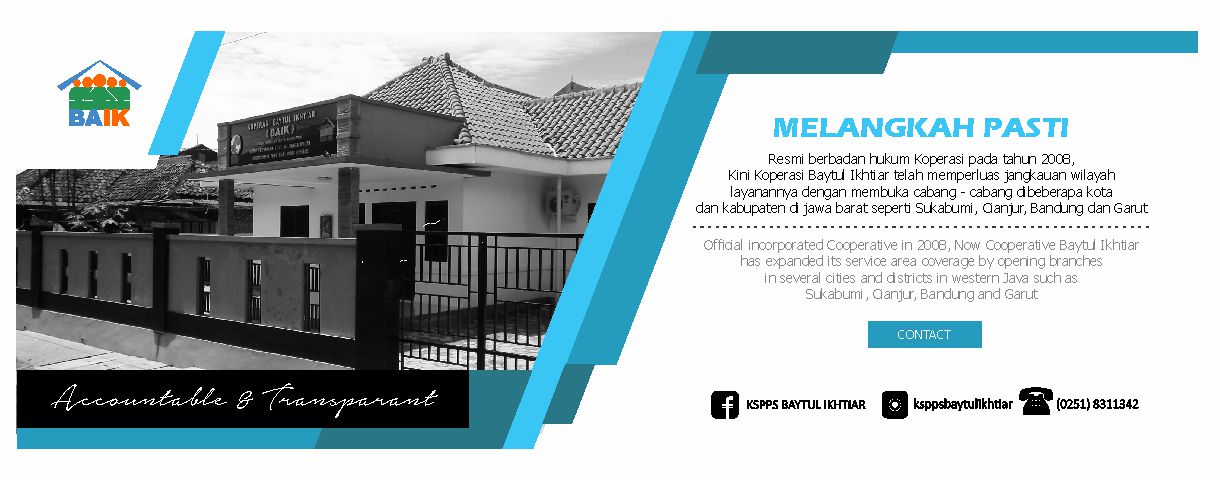 BAIK
KOPERASI BAYTUL IKHTIAR
(BAIK)
MELANGKAH PASTI
Resmi berbadan hukum Koperasi pada tahun 2008,
Kini Koperasi Baytul Ikhtiar telah memperluas jangkauan wilayah
layanannya dengan membuka cabang - cabang dibeberapa kota
dan kabupaten di jawa barat seperti Sukabumi, Cianjur, Bandung dan Garut
Official incorporated Cooperative in 2008, Now Cooperative Baytul Ikhtiar
has expanded its service area coverage by opening branches
in several cities and districts in western Java such as
Sukabumi, Cianjur, Bandung and Garut
CONTACT
Accountable & Transparant
KSPPS BAYTUL IKHTIAR
ksppsbaytulikhtiar
(0251) 8311342